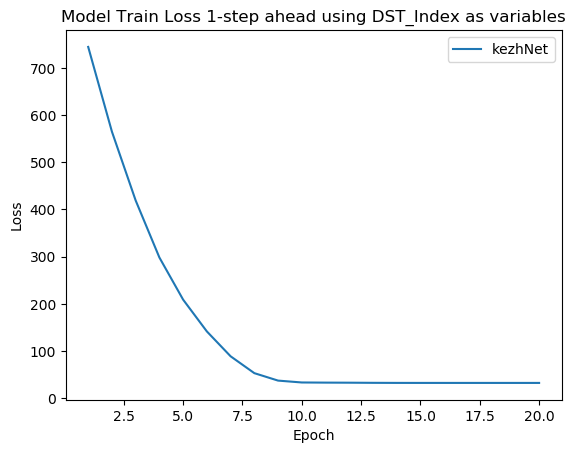 Model Train Loss 1-step ahead using DST_Index as variables
kezhNet
700
600
500
400
300
200
100
0
Loss
2.5 5.0 7.5 10.0 12.5 15.0 17.5 20.0
Epoch